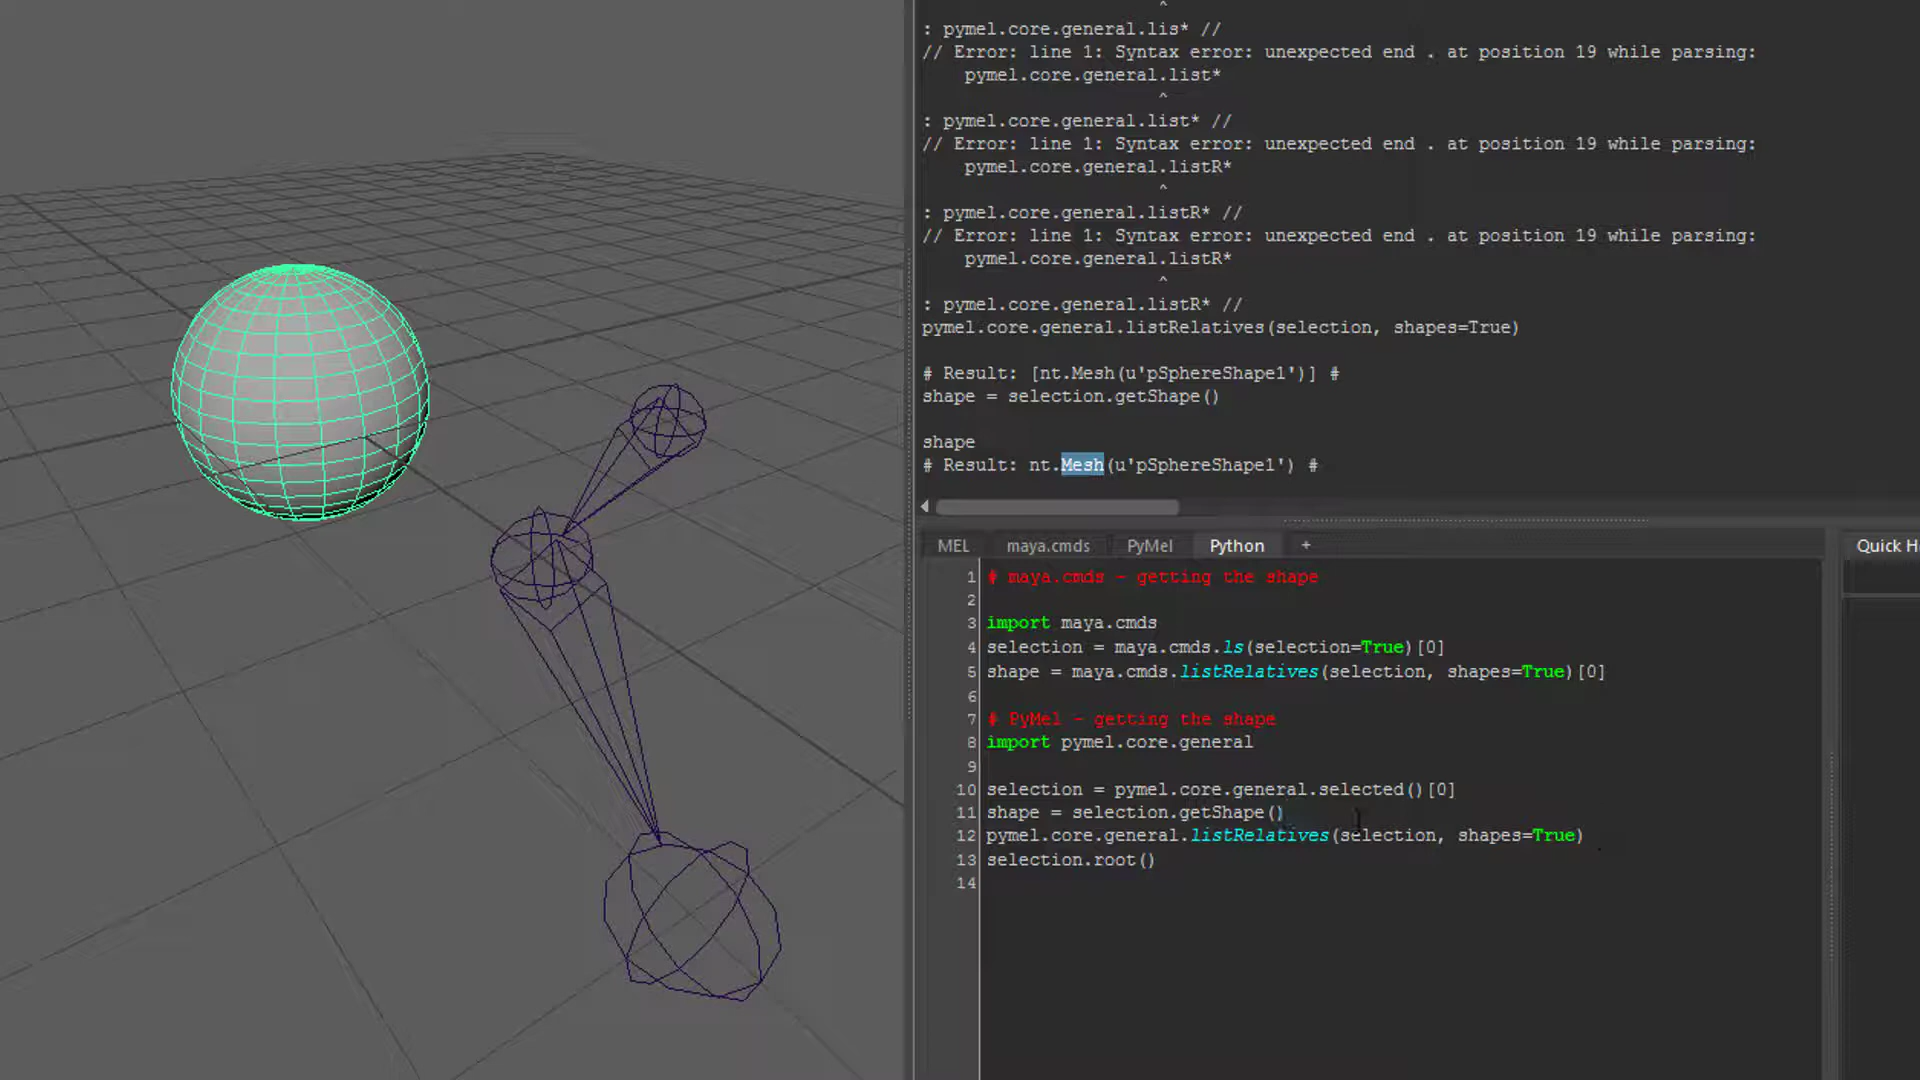 ^
: pymel.core.general.lis* //
// Error: line 1: Syntax error: unexpected end . at position 19 while parsing:
pymel.core.general.list*
^
: pymel.core.general.list* //
// Error: line 1: Syntax error: unexpected end . at position 19 while parsing:
pymel.core.general.listR*
^
: pymel.core.general.listR* //
// Error: line 1: Syntax error: unexpected end . at position 19 while parsing:
pymel.core.general.listR*
^
: pymel.core.general.listR* //
pymel.core.general.listRelatives(selection, shapes=True)
# Result: [nt.Mesh(u'pSphereShape1')] #
shape = selection.getShape()
shape
# Result: nt.Mesh(u'pSphereShape1') #
MEL maya.cmds PyMel Python +
Quick H
1 # maya.cmds - getting the shape
2
3 import maya.cmds
4 selection = maya.cmds.ls(selection=True)[0]
5 shape = maya.cmds.listRelatives(selection, shapes=True)[0]
6
7 # PyMel - getting the shape
8 import pymel.core.general
9
10 selection = pymel.core.general.selected()[0]
11 shape = selection.getShape()
12 pymel.core.general.listRelatives(selection, shapes=True)
13 selection.root()
14